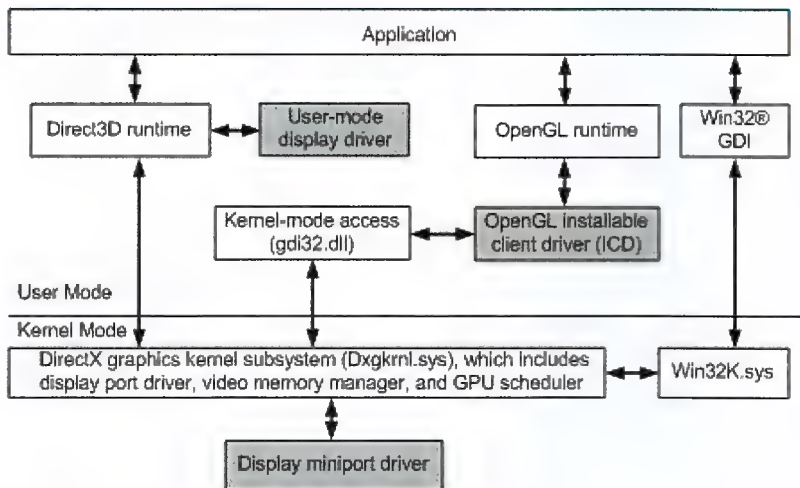 Application
Direct3D runtime
User-mode
display driver
OpenGL runtime
Win32®
GDI
Kernel-mode access
(gdi32.dll)
OpenGL installable
client driver (ICD)
User Mode
Kernel Mode
DirectX graphics kernel subsystem (Dxgkrnl.sys), which includes
display port driver, video memory manager, and GPU scheduler
Win32K.sys
Display miniport driver